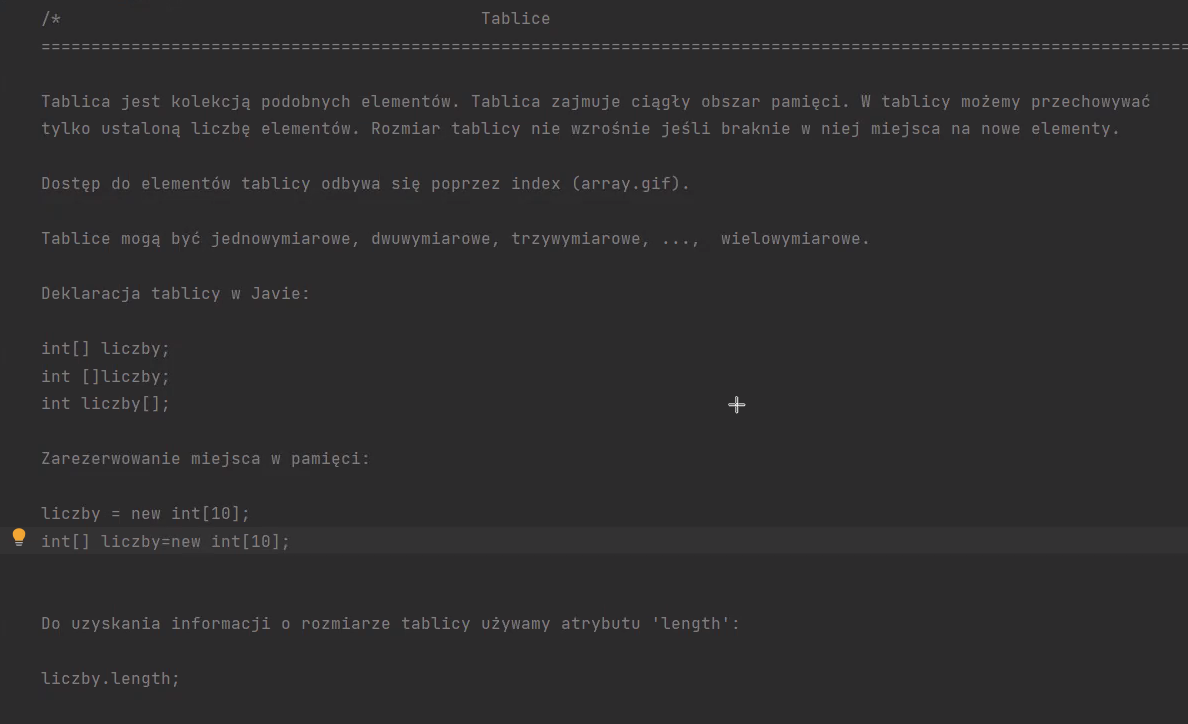 /* Tablice
===================================================================================================================
Tablica jest kolekcją podobnych elementów. Tablica zajmuje ciągły obszar pamięci. W tablicy możemy przechowywać
tylko ustaloną liczbę elementów. Rozmiar tablicy nie wzrośnie jeśli braknie w niej miejsca na nowe elementy.
Dostęp do elementów tablicy odbywa się poprzez index (array.gif).
Tablice mogą być jednowymiarowe, dwuwymiarowe, trzywymiarowe, ...,  wielowymiarowe.
Deklaracja tablicy w Javie:
int[] liczby;
int []liczby;
int liczby[];
Zarezerwowanie miejsca w pamięci:
liczby = new int[10];
int[] liczby=new int[10];
Do uzyskania informacji o rozmiarze tablicy używamy atrybutu 'length':
liczby.length;